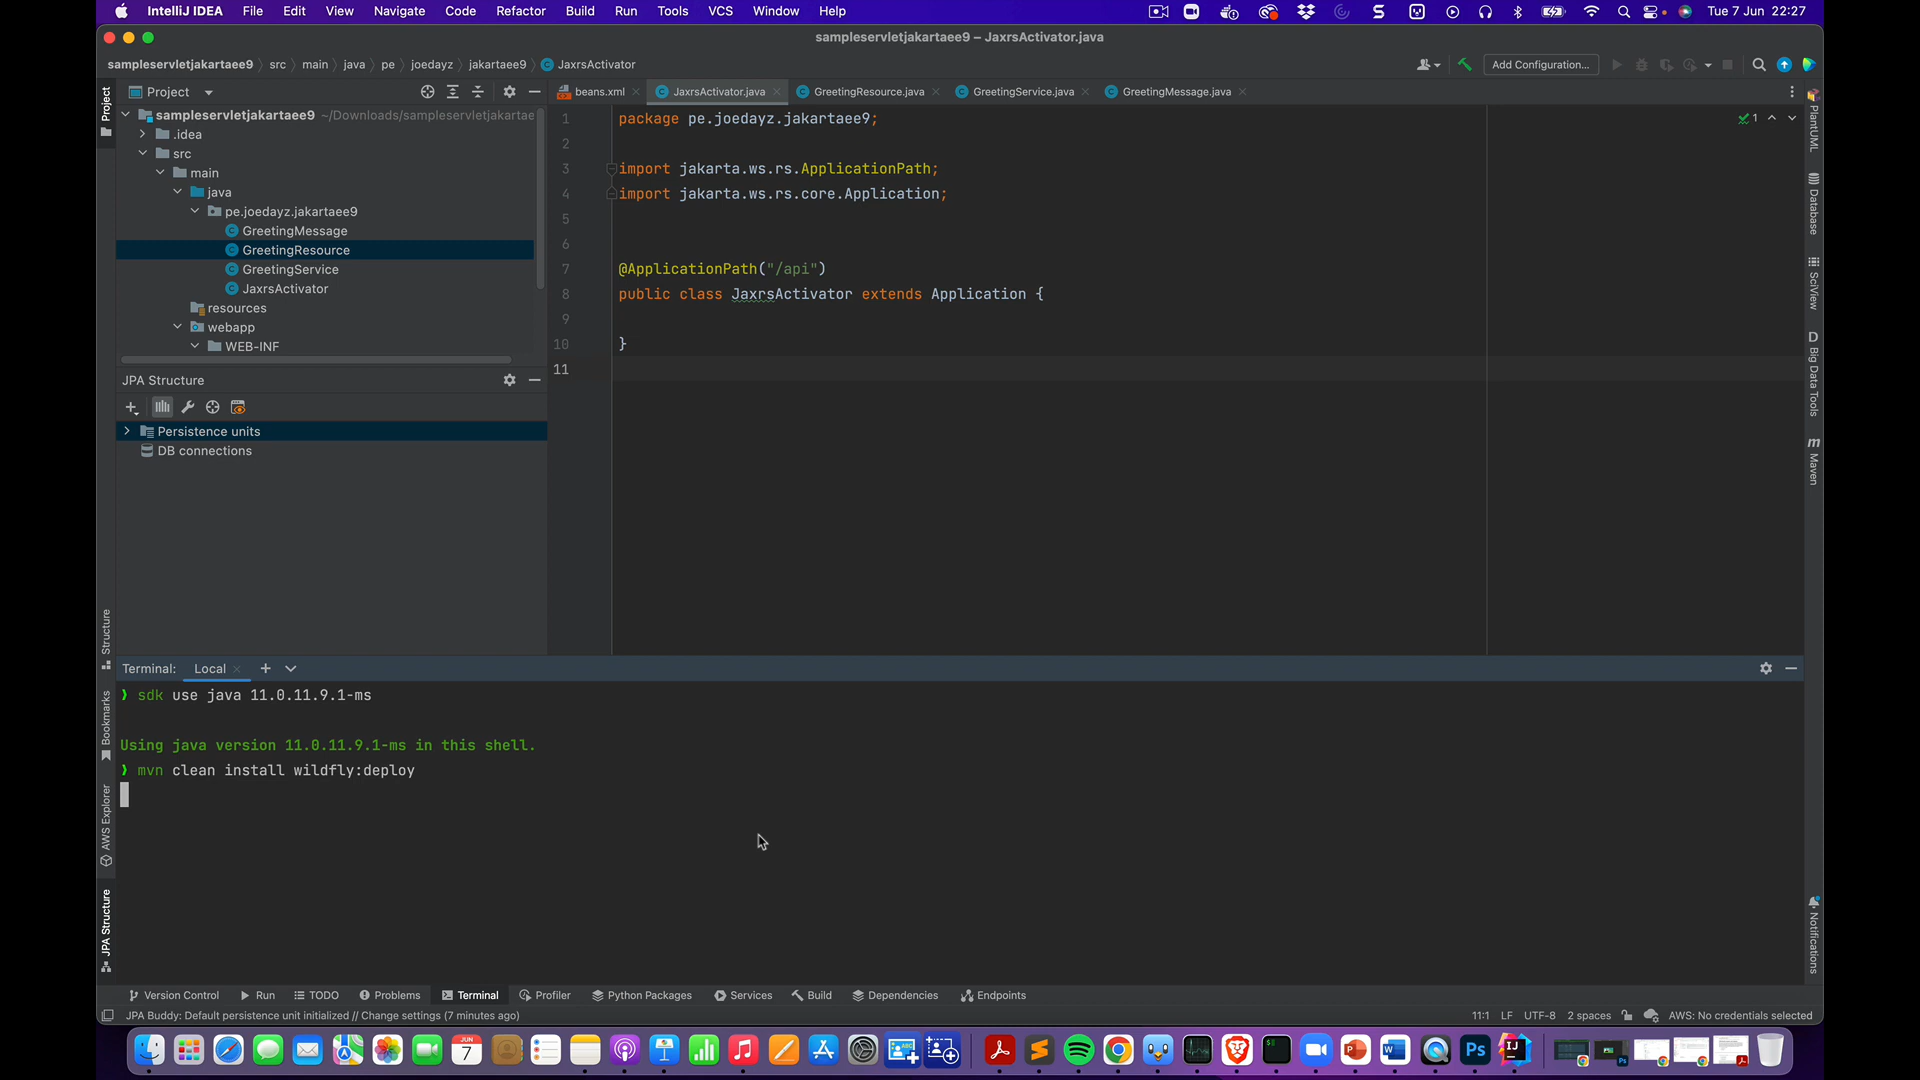 IntelliJ IDEA File Edit View Navigate Code Refactor Build Run Tools VCS Window Help Tue 7 Jun 22:27
sampleservletjakartaee9 – JaxrsActivator.java
sampleservletjakartaee9 src main java pe joedayz jakartaee9 JaxrsActivator Add Configuration...
Project
Project
beans.xml JaxrsActivator.java GreetingResource.java GreetingService.java GreetingMessage.java
sampleservletjakartaee9 ~/Downloads/sampleservletjakartae
.idea
src
main
java
pe.joedayz.jakartaee9
GreetingMessage
GreetingResource
GreetingService
JaxrsActivator
resources
webapp
WEB-INF
1 package pe.joedayz.jakartaee9;
2
3 import jakarta.ws.rs.ApplicationPath;
4 import jakarta.ws.rs.core.Application;
5
6
7 @ApplicationPath("/api")
8 public class JaxrsActivator extends Application {
9
10 }
11
1
PlantUML
Database
SciView
D Big Data Tools
m Maven
Notifications
JPA Structure
Persistence units
DB connections
Structure
Bookmarks
AWS Explorer
JPA Structure
Terminal: Local
❯ sdk use java 11.0.11.9.1-ms
Using java version 11.0.11.9.1-ms in this shell.
❯ mvn clean install wildfly:deploy
Version Control Run TODO Problems Terminal Profiler Python Packages Services Build Dependencies Endpoints
JPA Buddy: Default persistence unit initialized // Change settings (7 minutes ago) 11:1 LF UTF-8 2 spaces AWS: No credentials selected
JUN
7
Ps
IJ